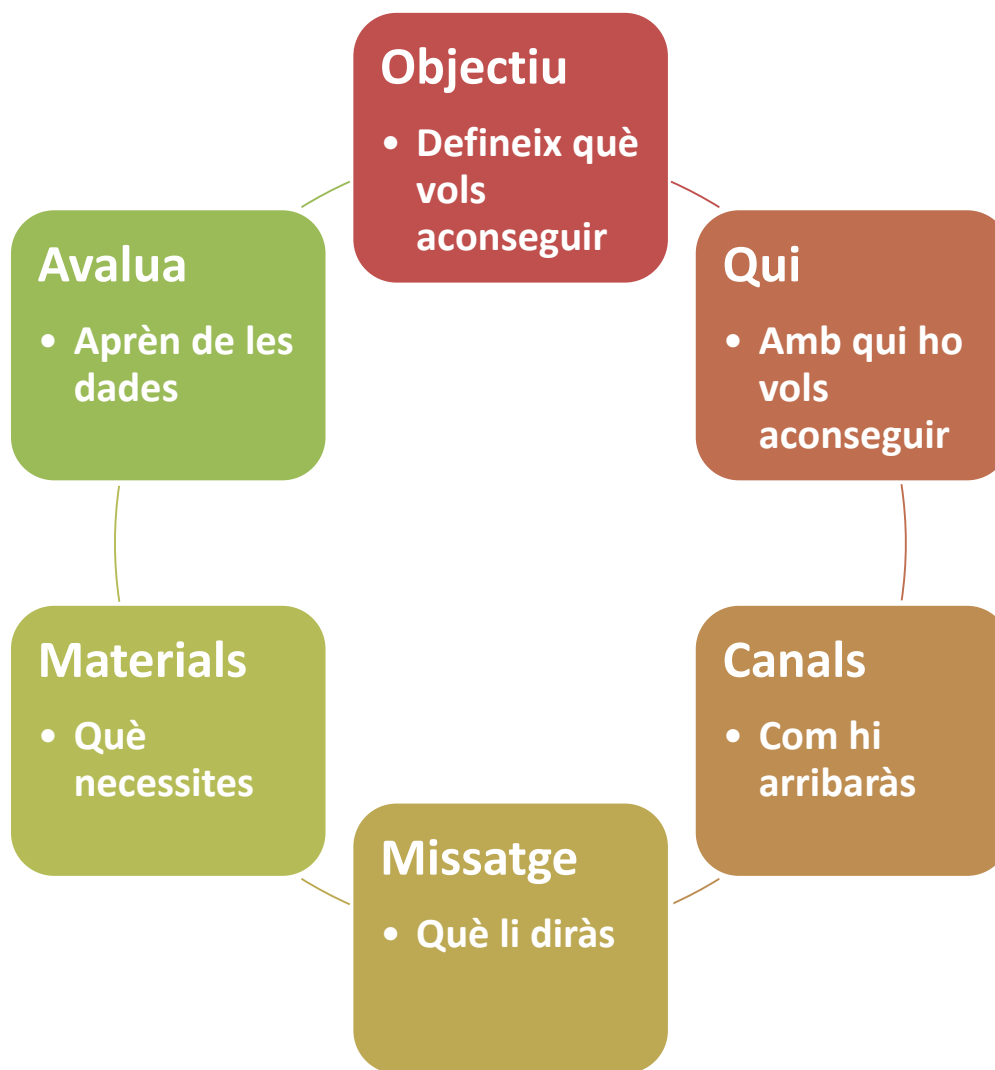 Objectiu
• Defineix què
vols
aconseguir
Qui
• Amb qui ho
vols
aconseguir
Canals
• Com hi
arribaràs
Missatge
• Què li diràs
Materials
• Què
necessites
Avalua
• Aprèn de les
dades